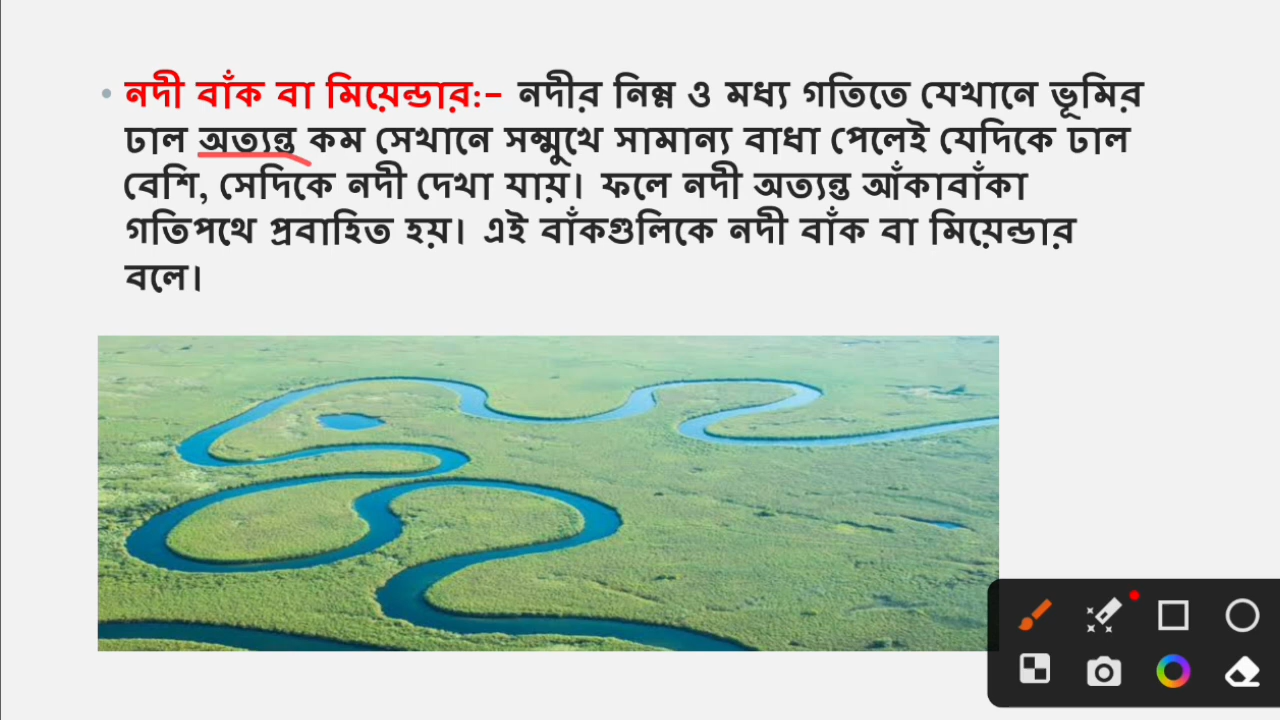 • নদী বাঁক বা মিয়েন্ডার:- নদীর নিম্ন ও মধ্য গতিতে যেখানে ভূমির
ঢাল অত্যন্ত কম সেখানে সম্মুখে সামান্য বাধা পেলেই যেদিকে ঢাল
বেশি, সেদিকে নদী দেখা যায়। ফলে নদী অত্যন্ত আঁকাবাঁকা
গতিপথে প্রবাহিত হয়। এই বাঁকগুলিকে নদী বাঁক বা মিয়েন্ডার
বলে।